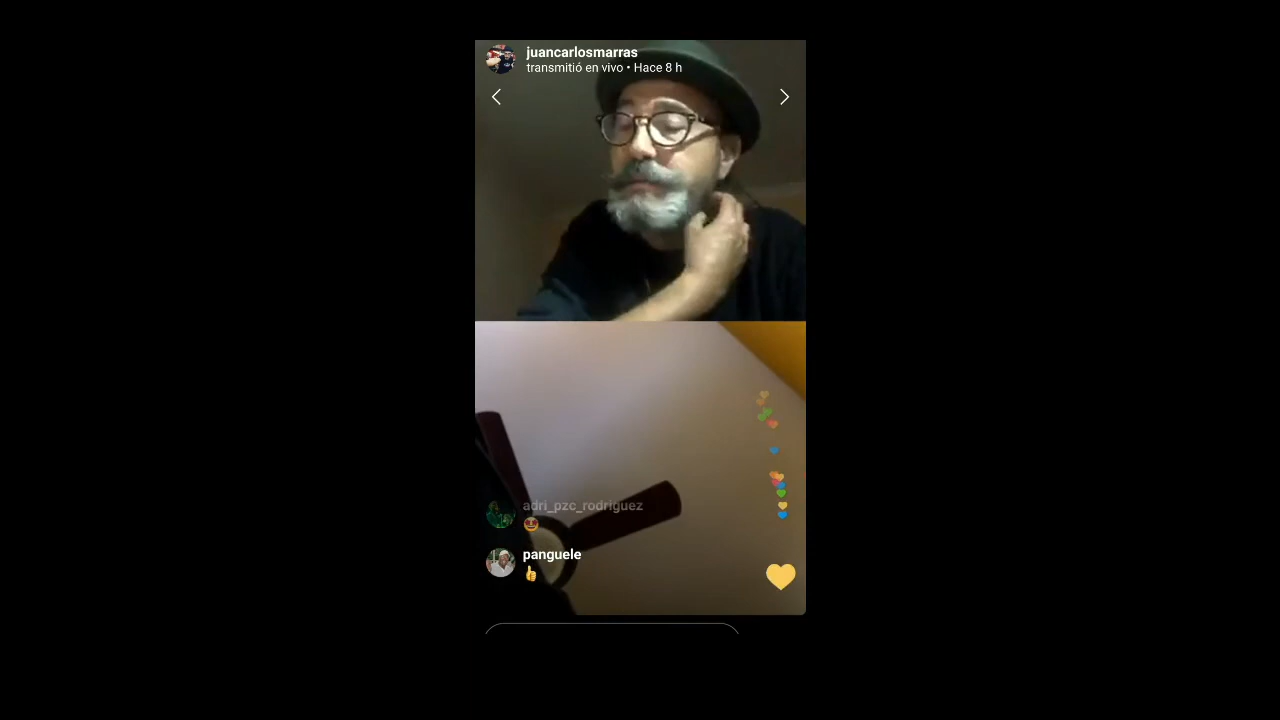 juancarlosmarras
transmitió en vivo • Hace 8 h
adri_pzc_rodriguez
panguele